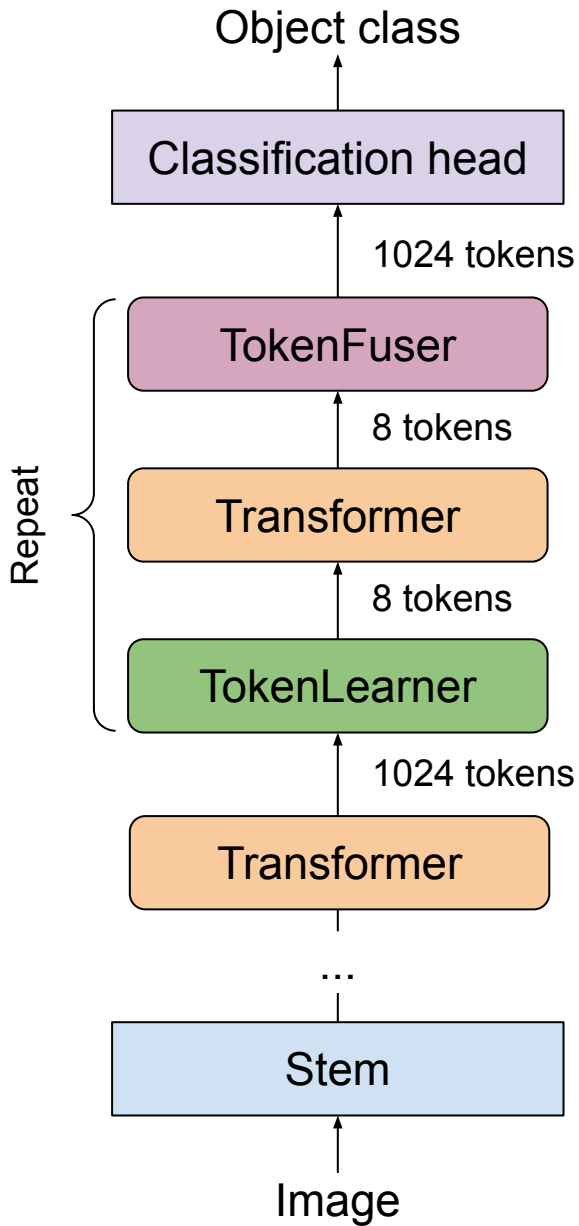 Object class
Classification head
1024 tokens
TokenFuser
8 tokens
Transformer
Repeat
8 tokens
TokenLearner
1024 tokens
Transformer
...
Stem
Image